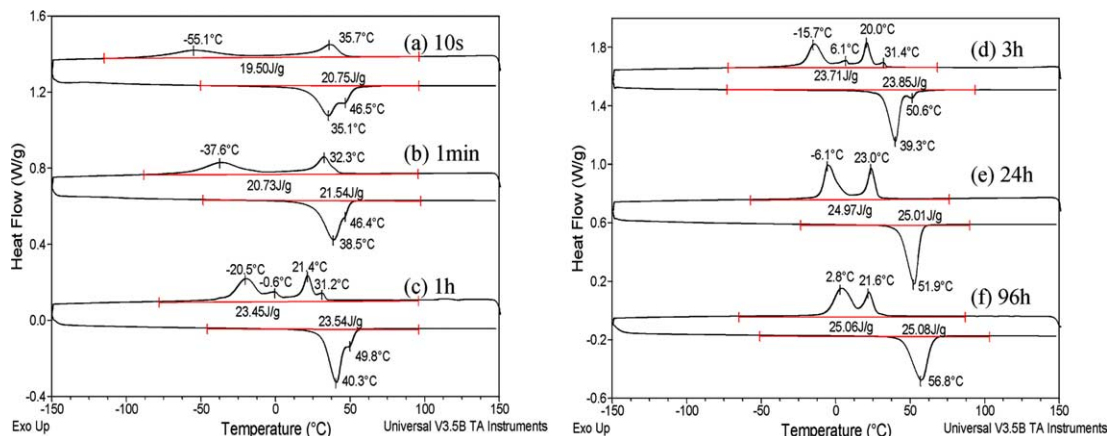 1.6
1.2
0.8
0.4
0.0
-0.4
Heat Flow (W/g)
-55.1°C
35.7°C
(a) 10s
19.50J/g
20.75J/g
46.5°C
35.1°C
-37.6°C
32.3°C
(b) 1min
20.73J/g
21.54J/g
46.4°C
38.5°C
-20.5°C
-0.6°C
21.4°C
31.2°C
(c) 1h
23.45J/g
23.54J/g
49.8°C
40.3°C
-150 -100 -50 0 50 100 150
Exo Up Temperature (°C) Universal V3.5B TA Instruments
1.8
1.4
1.0
0.6
0.2
-0.2
-0.6
Heat Flow (W/g)
-15.7°C
6.1°C
20.0°C
31.4°C
(d) 3h
23.71J/g
23.85J/g
50.6°C
39.3°C
-6.1°C
23.0°C
(e) 24h
24.97J/g
25.01J/g
51.9°C
2.8°C
21.6°C
(f) 96h
25.06J/g
25.08J/g
56.8°C
-150 -100 -50 0 50 100 150
Exo Up Temperature (°C) Universal V3.5B TA Instruments